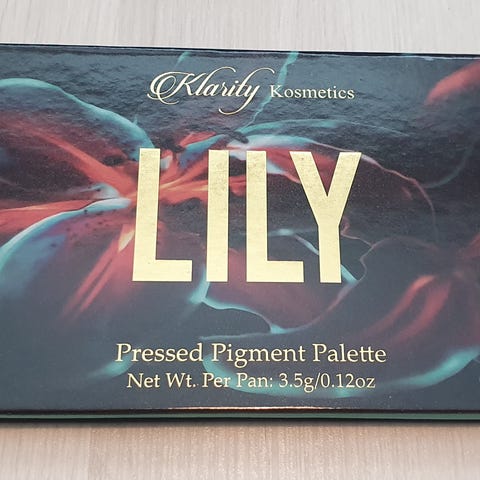 Klarity Kosmetics
LILY
Pressed Pigment Palette
Net Wt. Per Pan: 3.5g/0.12oz